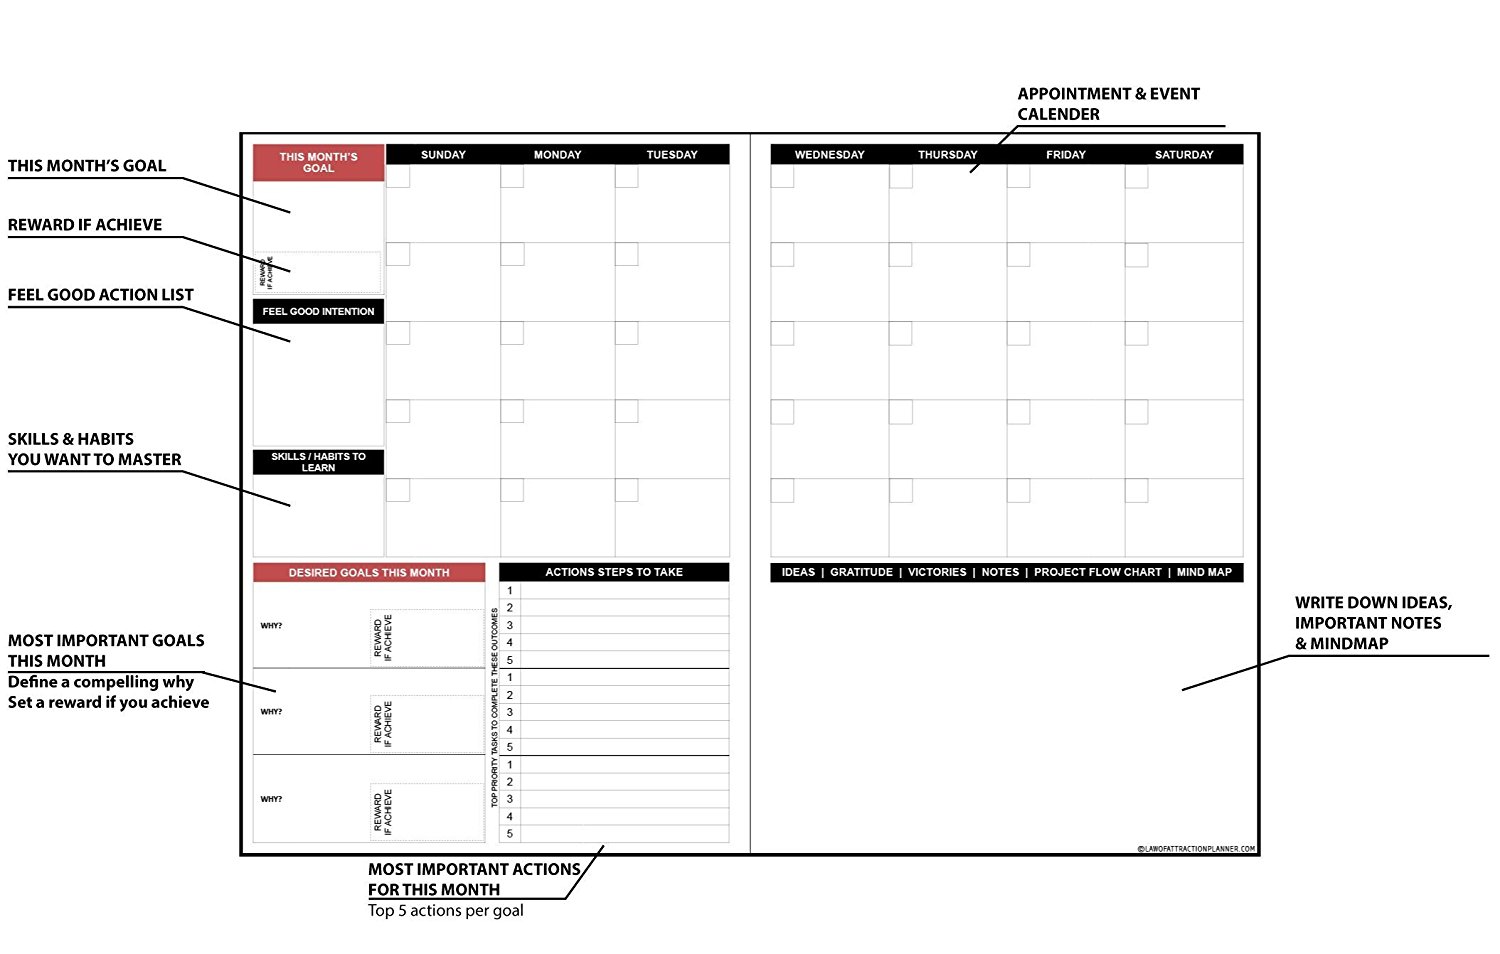 APPOINTMENT & EVENT
CALENDER
THIS MONTH'S GOAL
REWARD IF ACHIEVE
FEEL GOOD ACTION LIST
SKILLS & HABITS
YOU WANT TO MASTER
MOST IMPORTANT GOALS
THIS MONTH
Define a compelling why
Set a reward if you achieve
THIS MONTH'S
GOAL
REWARD
IF ACHIEVE
FEEL GOOD INTENTION
SKILLS / HABITS TO
LEARN
SUNDAY
MONDAY
TUESDAY
WEDNESDAY
THURSDAY
FRIDAY
SATURDAY
DESIRED GOALS THIS MONTH
WHY?
REWARD
IF ACHIEVE
WHY?
REWARD
IF ACHIEVE
WHY?
REWARD
IF ACHIEVE
TOP PRIORITY TASKS TO COMPLETE THESE OUTCOMES
ACTIONS STEPS TO TAKE
1
2
3
4
5
1
2
3
4
5
1
2
3
4
5
IDEAS | GRATITUDE | VICTORIES | NOTES | PROJECT FLOW CHART | MIND MAP
WRITE DOWN IDEAS,
IMPORTANT NOTES
& MINDMAP
©LAWOFATTRACTIONPLANNER.COM
MOST IMPORTANT ACTIONS
FOR THIS MONTH
Top 5 actions per goal